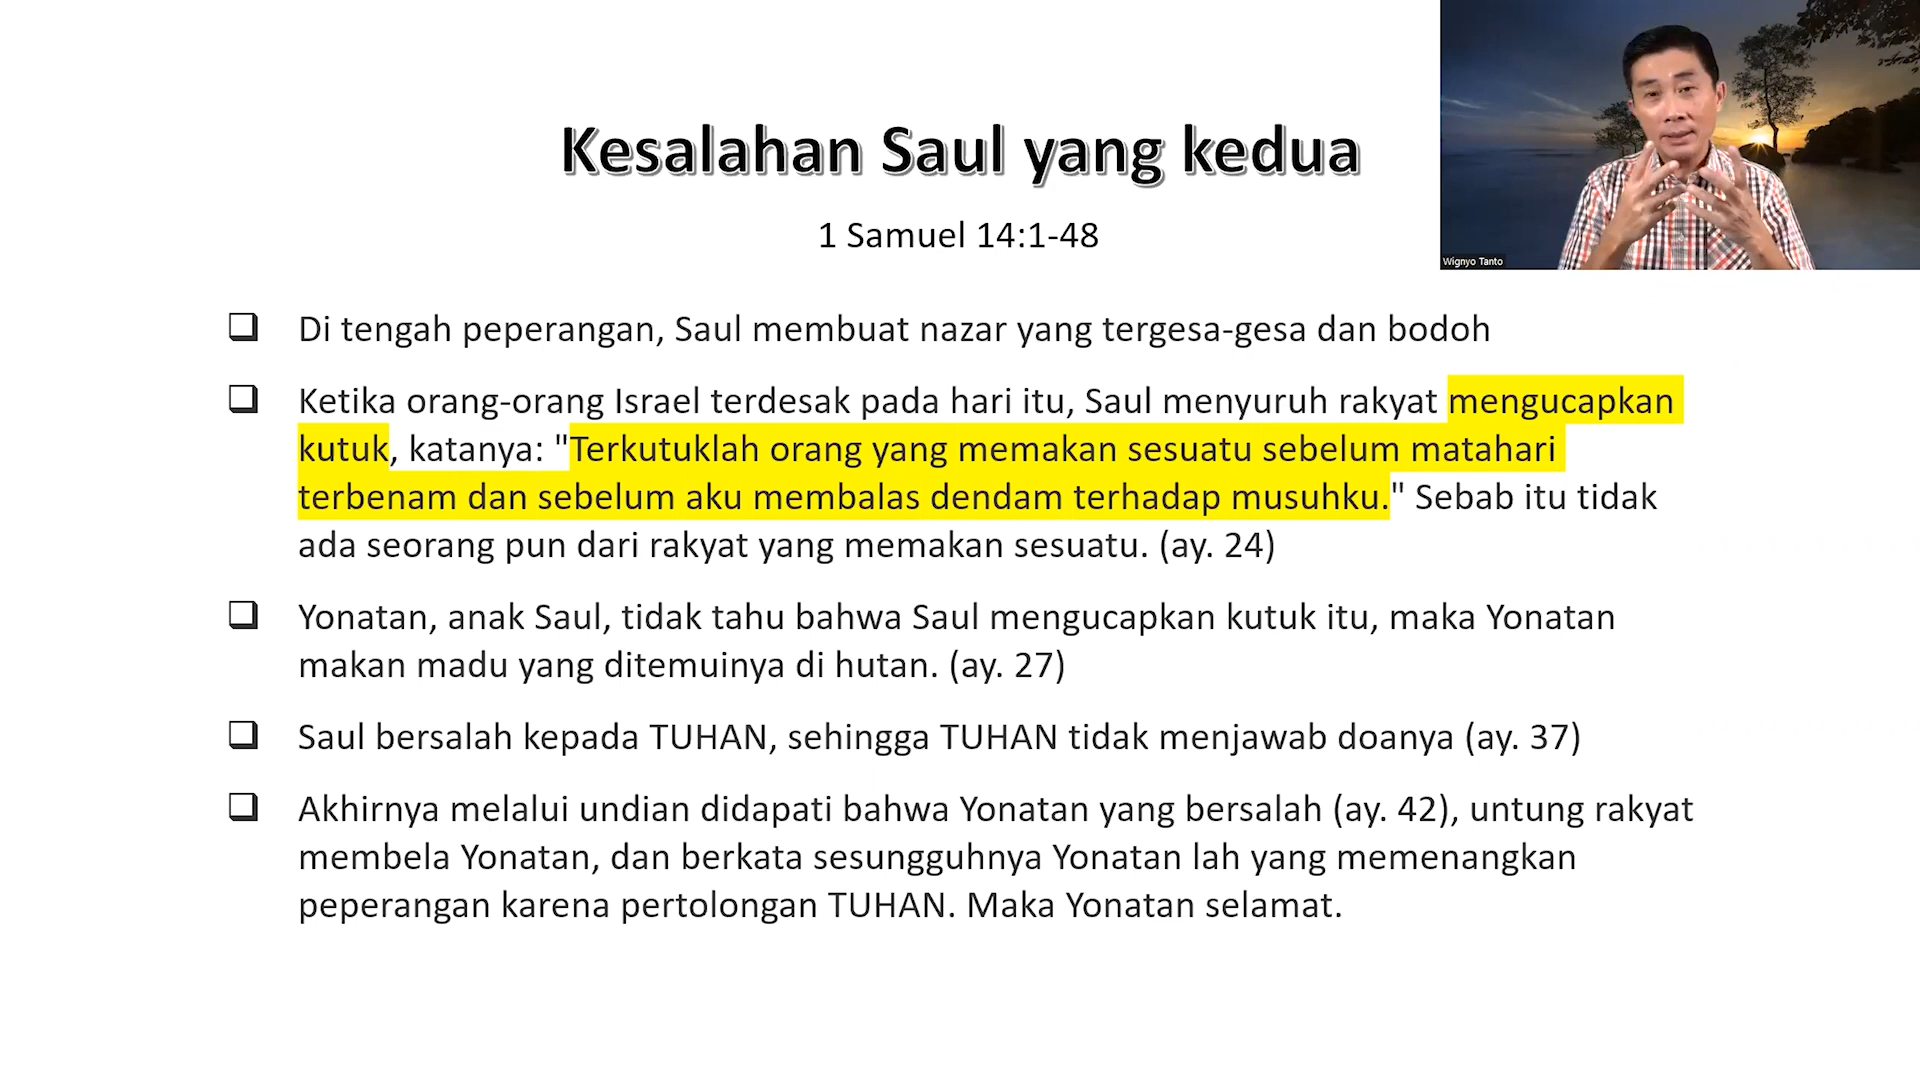 Kesalahan Saul yang kedua
1 Samuel 14:1-48
Wignyo Tanto
Di tengah peperangan, Saul membuat nazar yang tergesa-gesa dan bodoh
Ketika orang-orang Israel terdesak pada hari itu, Saul menyuruh rakyat mengucapkan
kutuk, katanya: "Terkutuklah orang yang memakan sesuatu sebelum matahari
terbenam dan sebelum aku membalas dendam terhadap musuhku." Sebab itu tidak
ada seorang pun dari rakyat yang memakan sesuatu. (ay. 24)
Yonatan, anak Saul, tidak tahu bahwa Saul mengucapkan kutuk itu, maka Yonatan
makan madu yang ditemuinya di hutan. (ay. 27)
Saul bersalah kepada TUHAN, sehingga TUHAN tidak menjawab doanya (ay. 37)
Akhirnya melalui undian didapati bahwa Yonatan yang bersalah (ay. 42), untung rakyat
membela Yonatan, dan berkata sesungguhnya Yonatan lah yang memenangkan
peperangan karena pertolongan TUHAN. Maka Yonatan selamat.